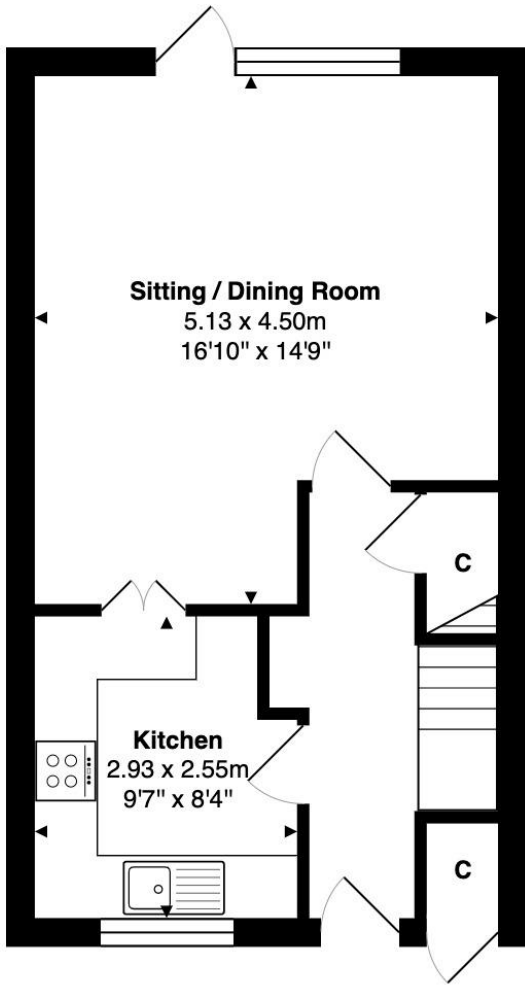 Sitting / Dining Room
5.13 x 4.50m
16'10" x 14'9"
C
Kitchen
2.93 x 2.55m
9'7" x 8'4"
C